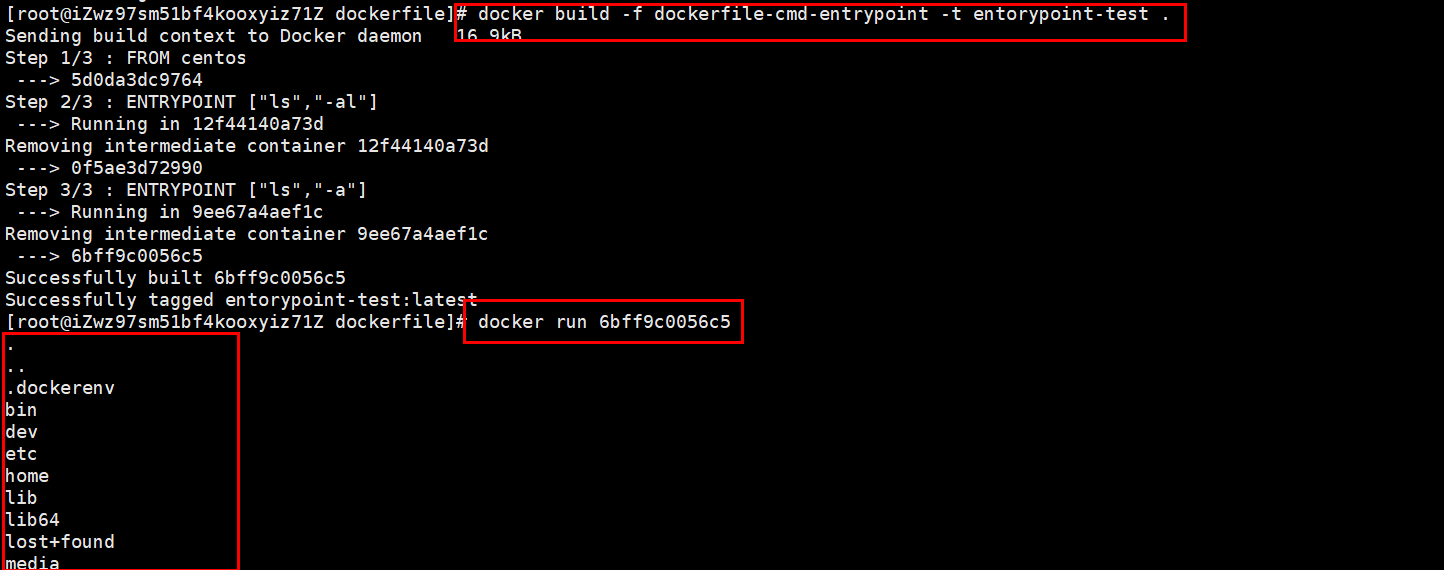 [root@iZwz97sm51bf4kooxyiz71Z dockerfile]# docker build -f dockerfile-cmd-entrypoint -t entorypoint-test .
Sending build context to Docker daemon   16.9kB
Step 1/3 : FROM centos
 ---> 5d0da3dc9764
Step 2/3 : ENTRYPOINT ["ls","-al"]
 ---> Running in 12f44140a73d
Removing intermediate container 12f44140a73d
 ---> 0f5ae3d72990
Step 3/3 : ENTRYPOINT ["ls","-a"]
 ---> Running in 9ee67a4aef1c
Removing intermediate container 9ee67a4aef1c
 ---> 6bff9c0056c5
Successfully built 6bff9c0056c5
Successfully tagged entorypoint-test:latest
[root@iZwz97sm51bf4kooxyiz71Z dockerfile]# docker run 6bff9c0056c5
.
..
.dockerenv
bin
dev
etc
home
lib
lib64
lost+found
media